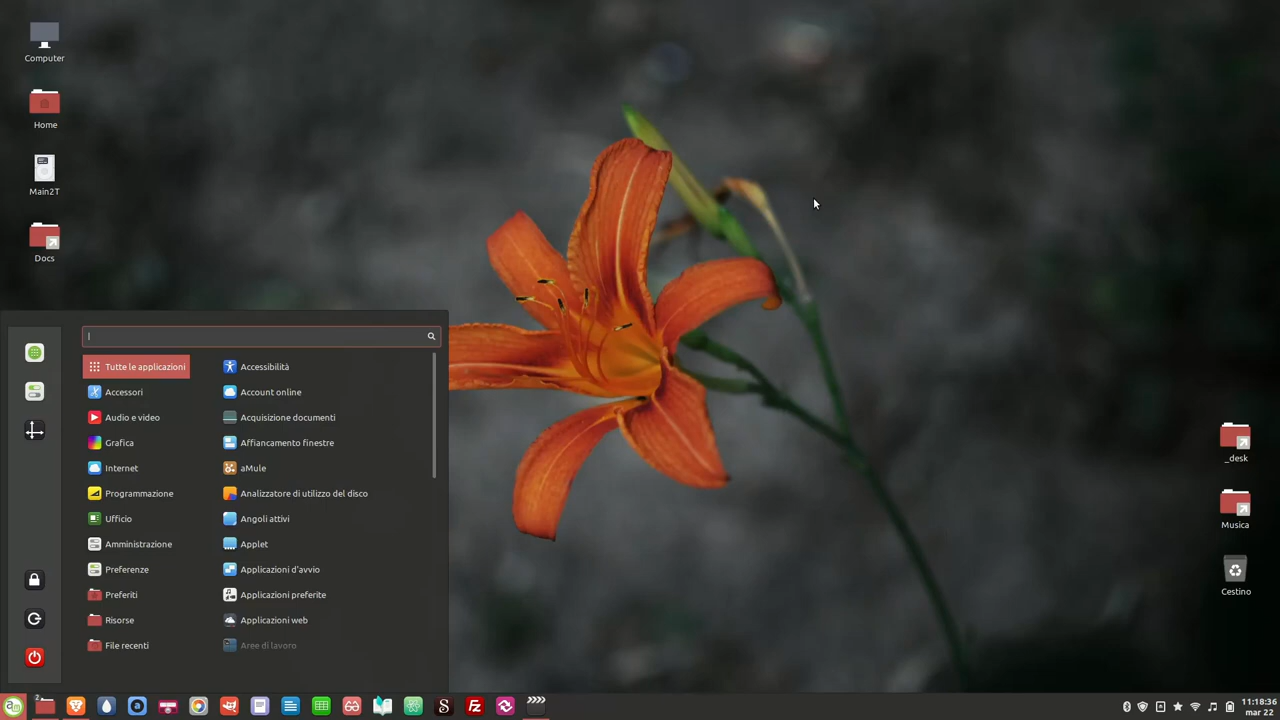 Computer
Home
Main2T
Docs
Tutte le applicazioni
Accessori
Audio e video
Grafica
Internet
Programmazione
Ufficio
Amministrazione
Preferenze
Preferiti
Risorse
File recenti
Accessibilità
Account online
Acquisizione documenti
Affiancamento finestre
aMule
Analizzatore di utilizzo del disco
Angoli attivi
Applet
Applicazioni d'avvio
Applicazioni preferite
Applicazioni web
Aree di lavoro
_desk
Musica
Cestino
2
11:18:36
mar 22